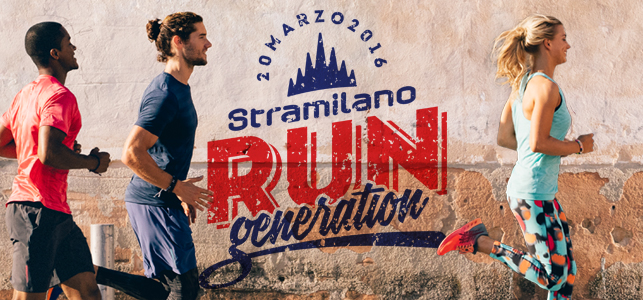 20 MARZO 2016
Stramilano
RUN
generation